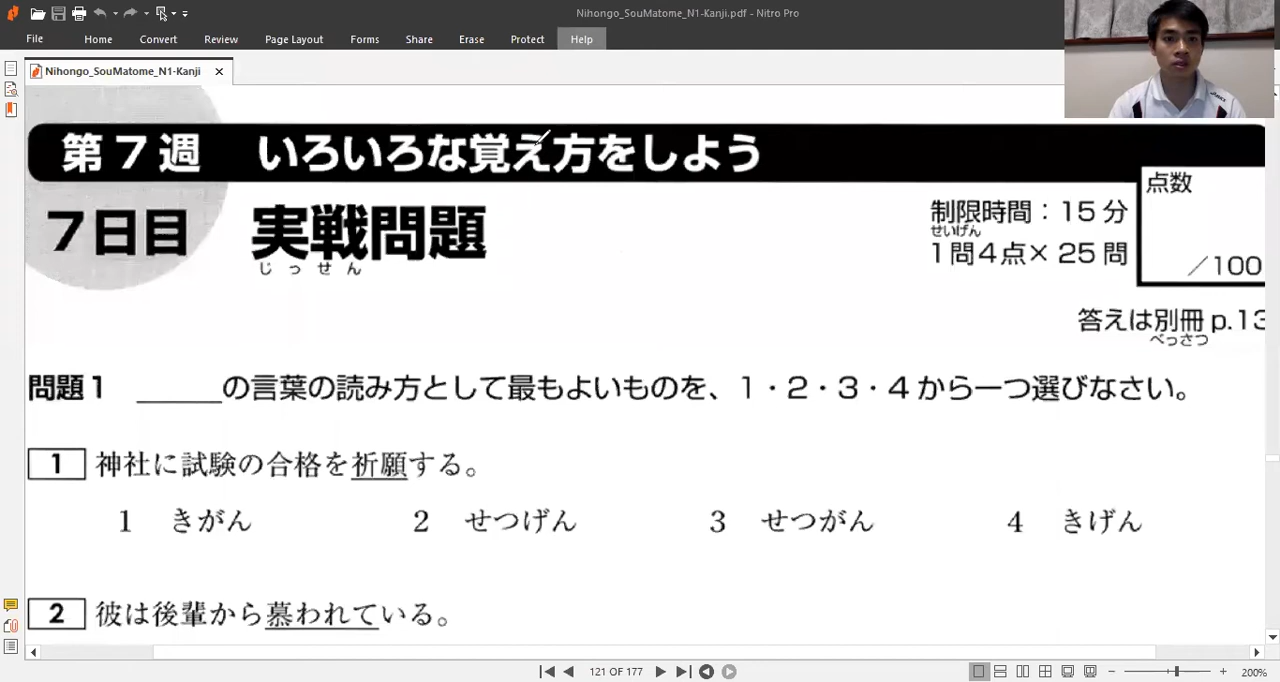 Nihongo_SouMatome_N1-Kanji.pdf - Nitro Pro
File Home Convert Review Page Layout Forms Share Erase Protect Help
Nihongo_SouMatome_N1-Kanji
第7週 いろいろな覚え方をしよう
7日目 実戦問題
じっせん
制限時間：15分
せいげん
1問4点×25問
点数
／100
答えは別冊 p.13
べっさつ
問題1 ______の言葉の読み方として最もよいものを、1・2・3・4から一つ選びなさい。
1 神社に試験の合格を祈願する。
1 きがん 2 せつげん 3 せつがん 4 きげん
2 彼は後輩から慕われている。
121 OF 177
200%